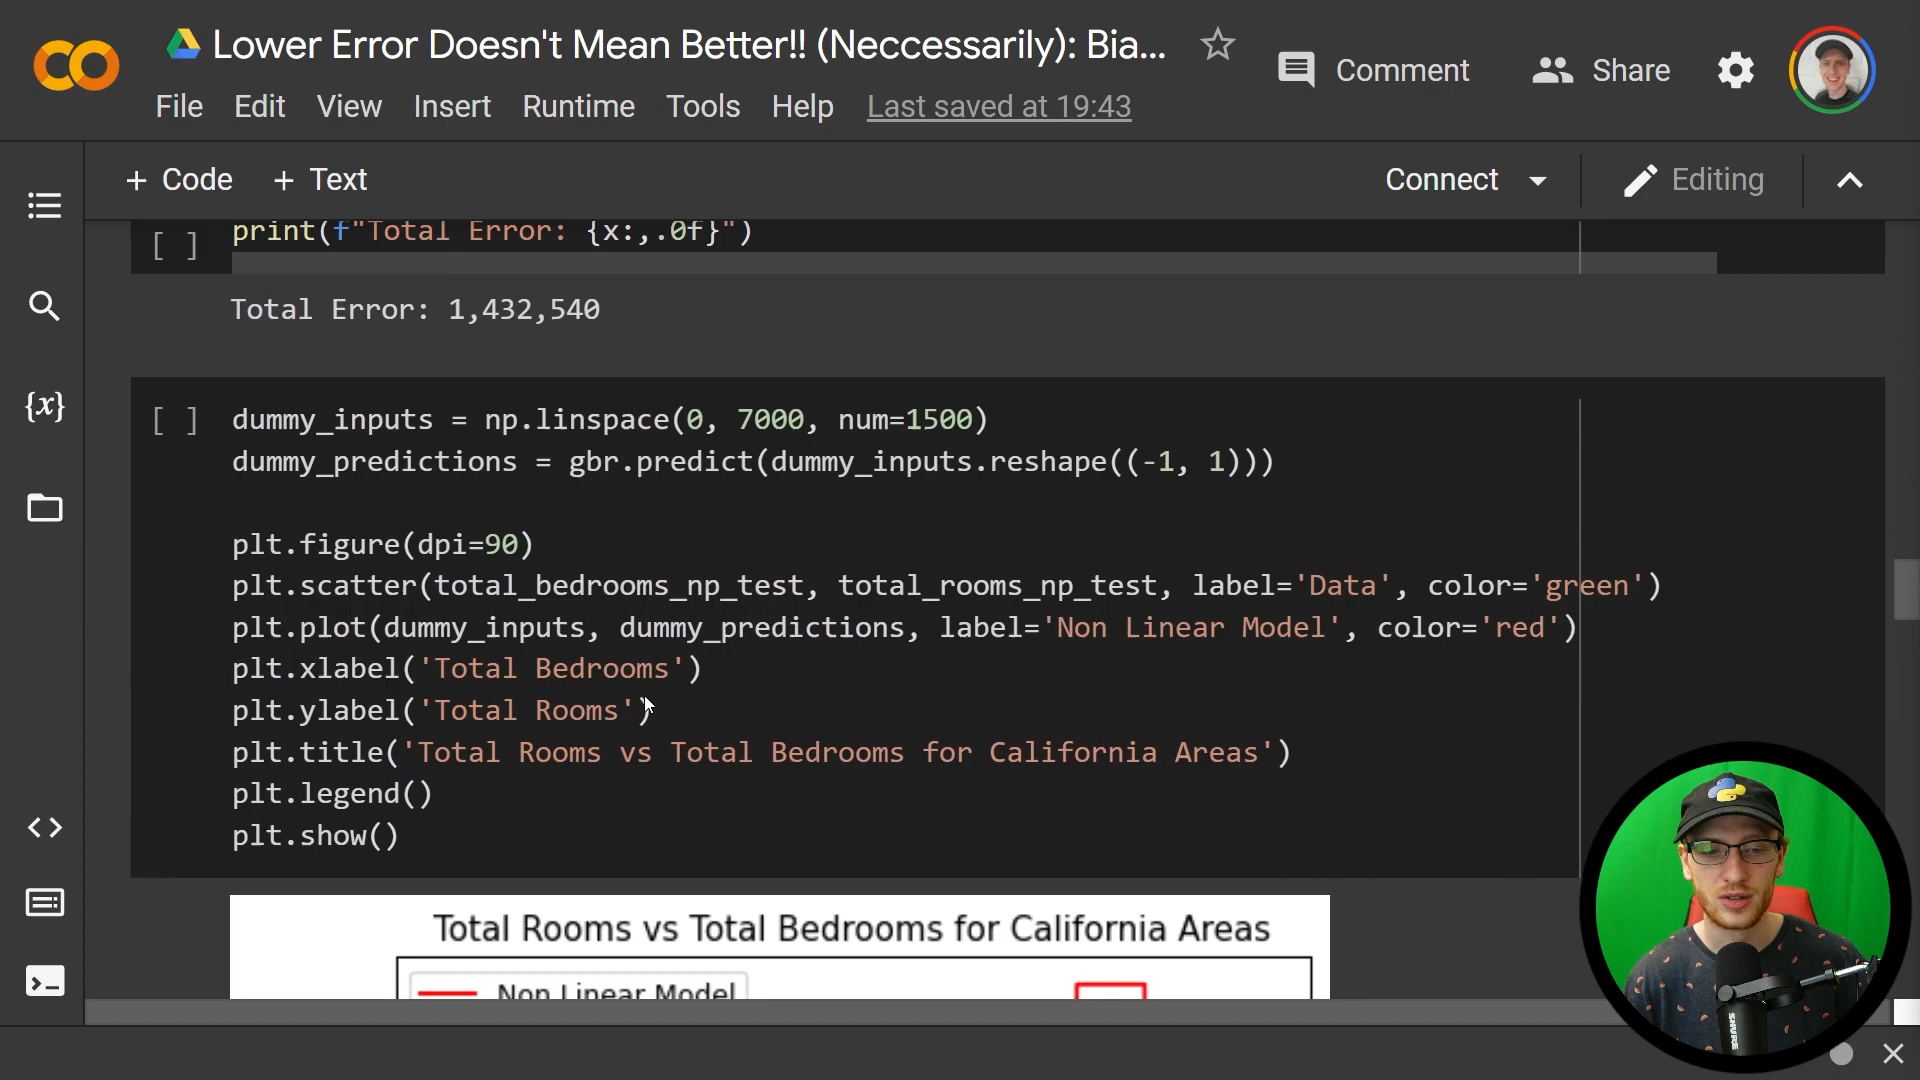 Lower Error Doesn't Mean Better!! (Neccessarily): Bia...
Comment
Share
File Edit View Insert Runtime Tools Help Last saved at 19:43
+ Code + Text
Connect
Editing
[ ] print(f"Total Error: {x:,.0f}")
Total Error: 1,432,540
[ ] dummy_inputs = np.linspace(0, 7000, num=1500)
dummy_predictions = gbr.predict(dummy_inputs.reshape((-1, 1)))
plt.figure(dpi=90)
plt.scatter(total_bedrooms_np_test, total_rooms_np_test, label='Data', color='green')
plt.plot(dummy_inputs, dummy_predictions, label='Non Linear Model', color='red')
plt.xlabel('Total Bedrooms')
plt.ylabel('Total Rooms')
plt.title('Total Rooms vs Total Bedrooms for California Areas')
plt.legend()
plt.show()
Total Rooms vs Total Bedrooms for California Areas
Non Linear Model
{x}
SHURE